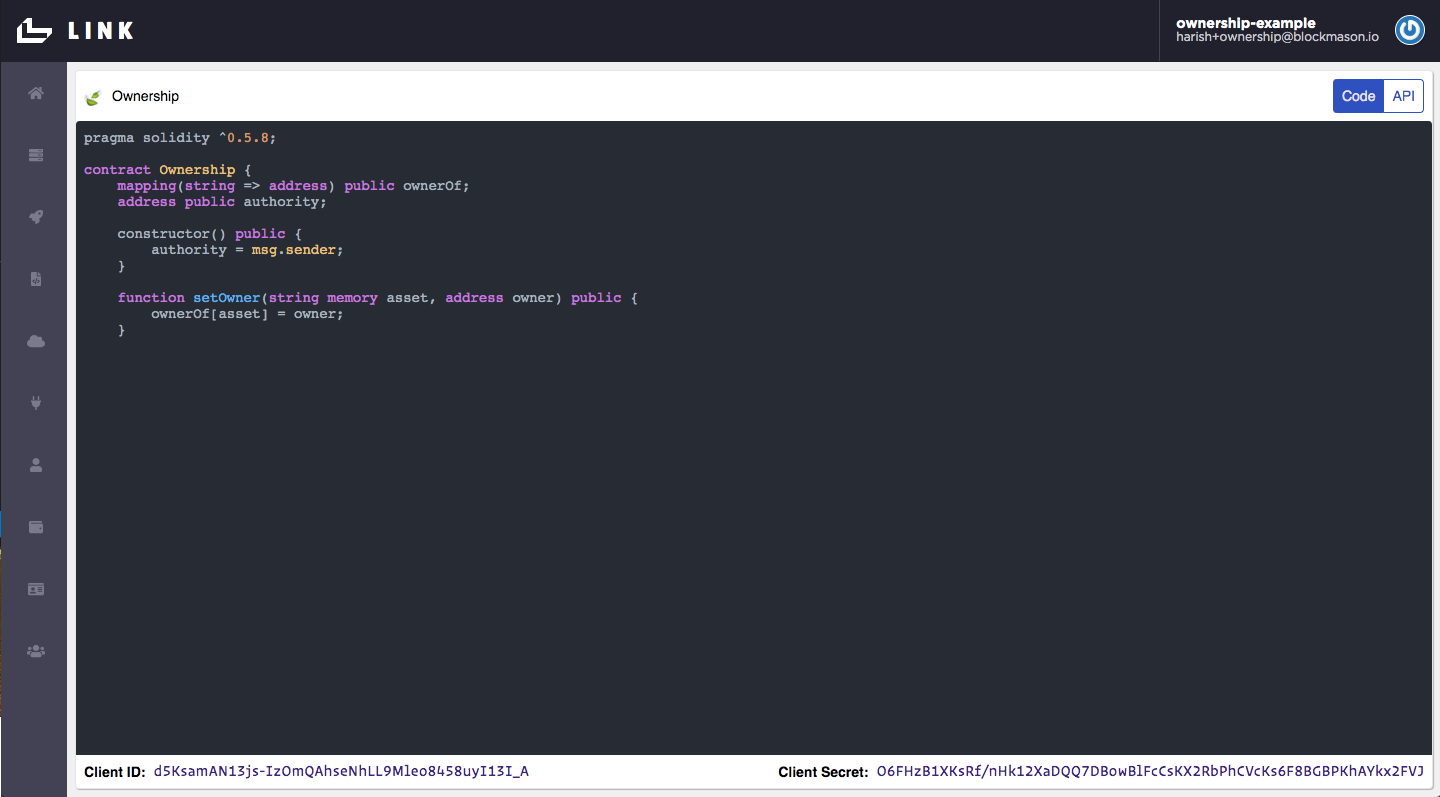 LINK
ownership-example
harish+ownership@blockmason.io
Ownership
Code API
pragma solidity ^0.5.8;
contract Ownership {
    mapping(string => address) public ownerOf;
    address public authority;
    constructor() public {
        authority = msg.sender;
    }
    function setOwner(string memory asset, address owner) public {
        ownerOf[asset] = owner;
    }
Client ID: d5KsamAN13js-IzOmQAhseNhLL9Mleo8458uyI13I_A
Client Secret: O6FHzB1XKsRf/nHk12XaDQQ7DBowBlFcCsKX2RbPhCVcKs6F8BGBPKhAYkx2FVJ